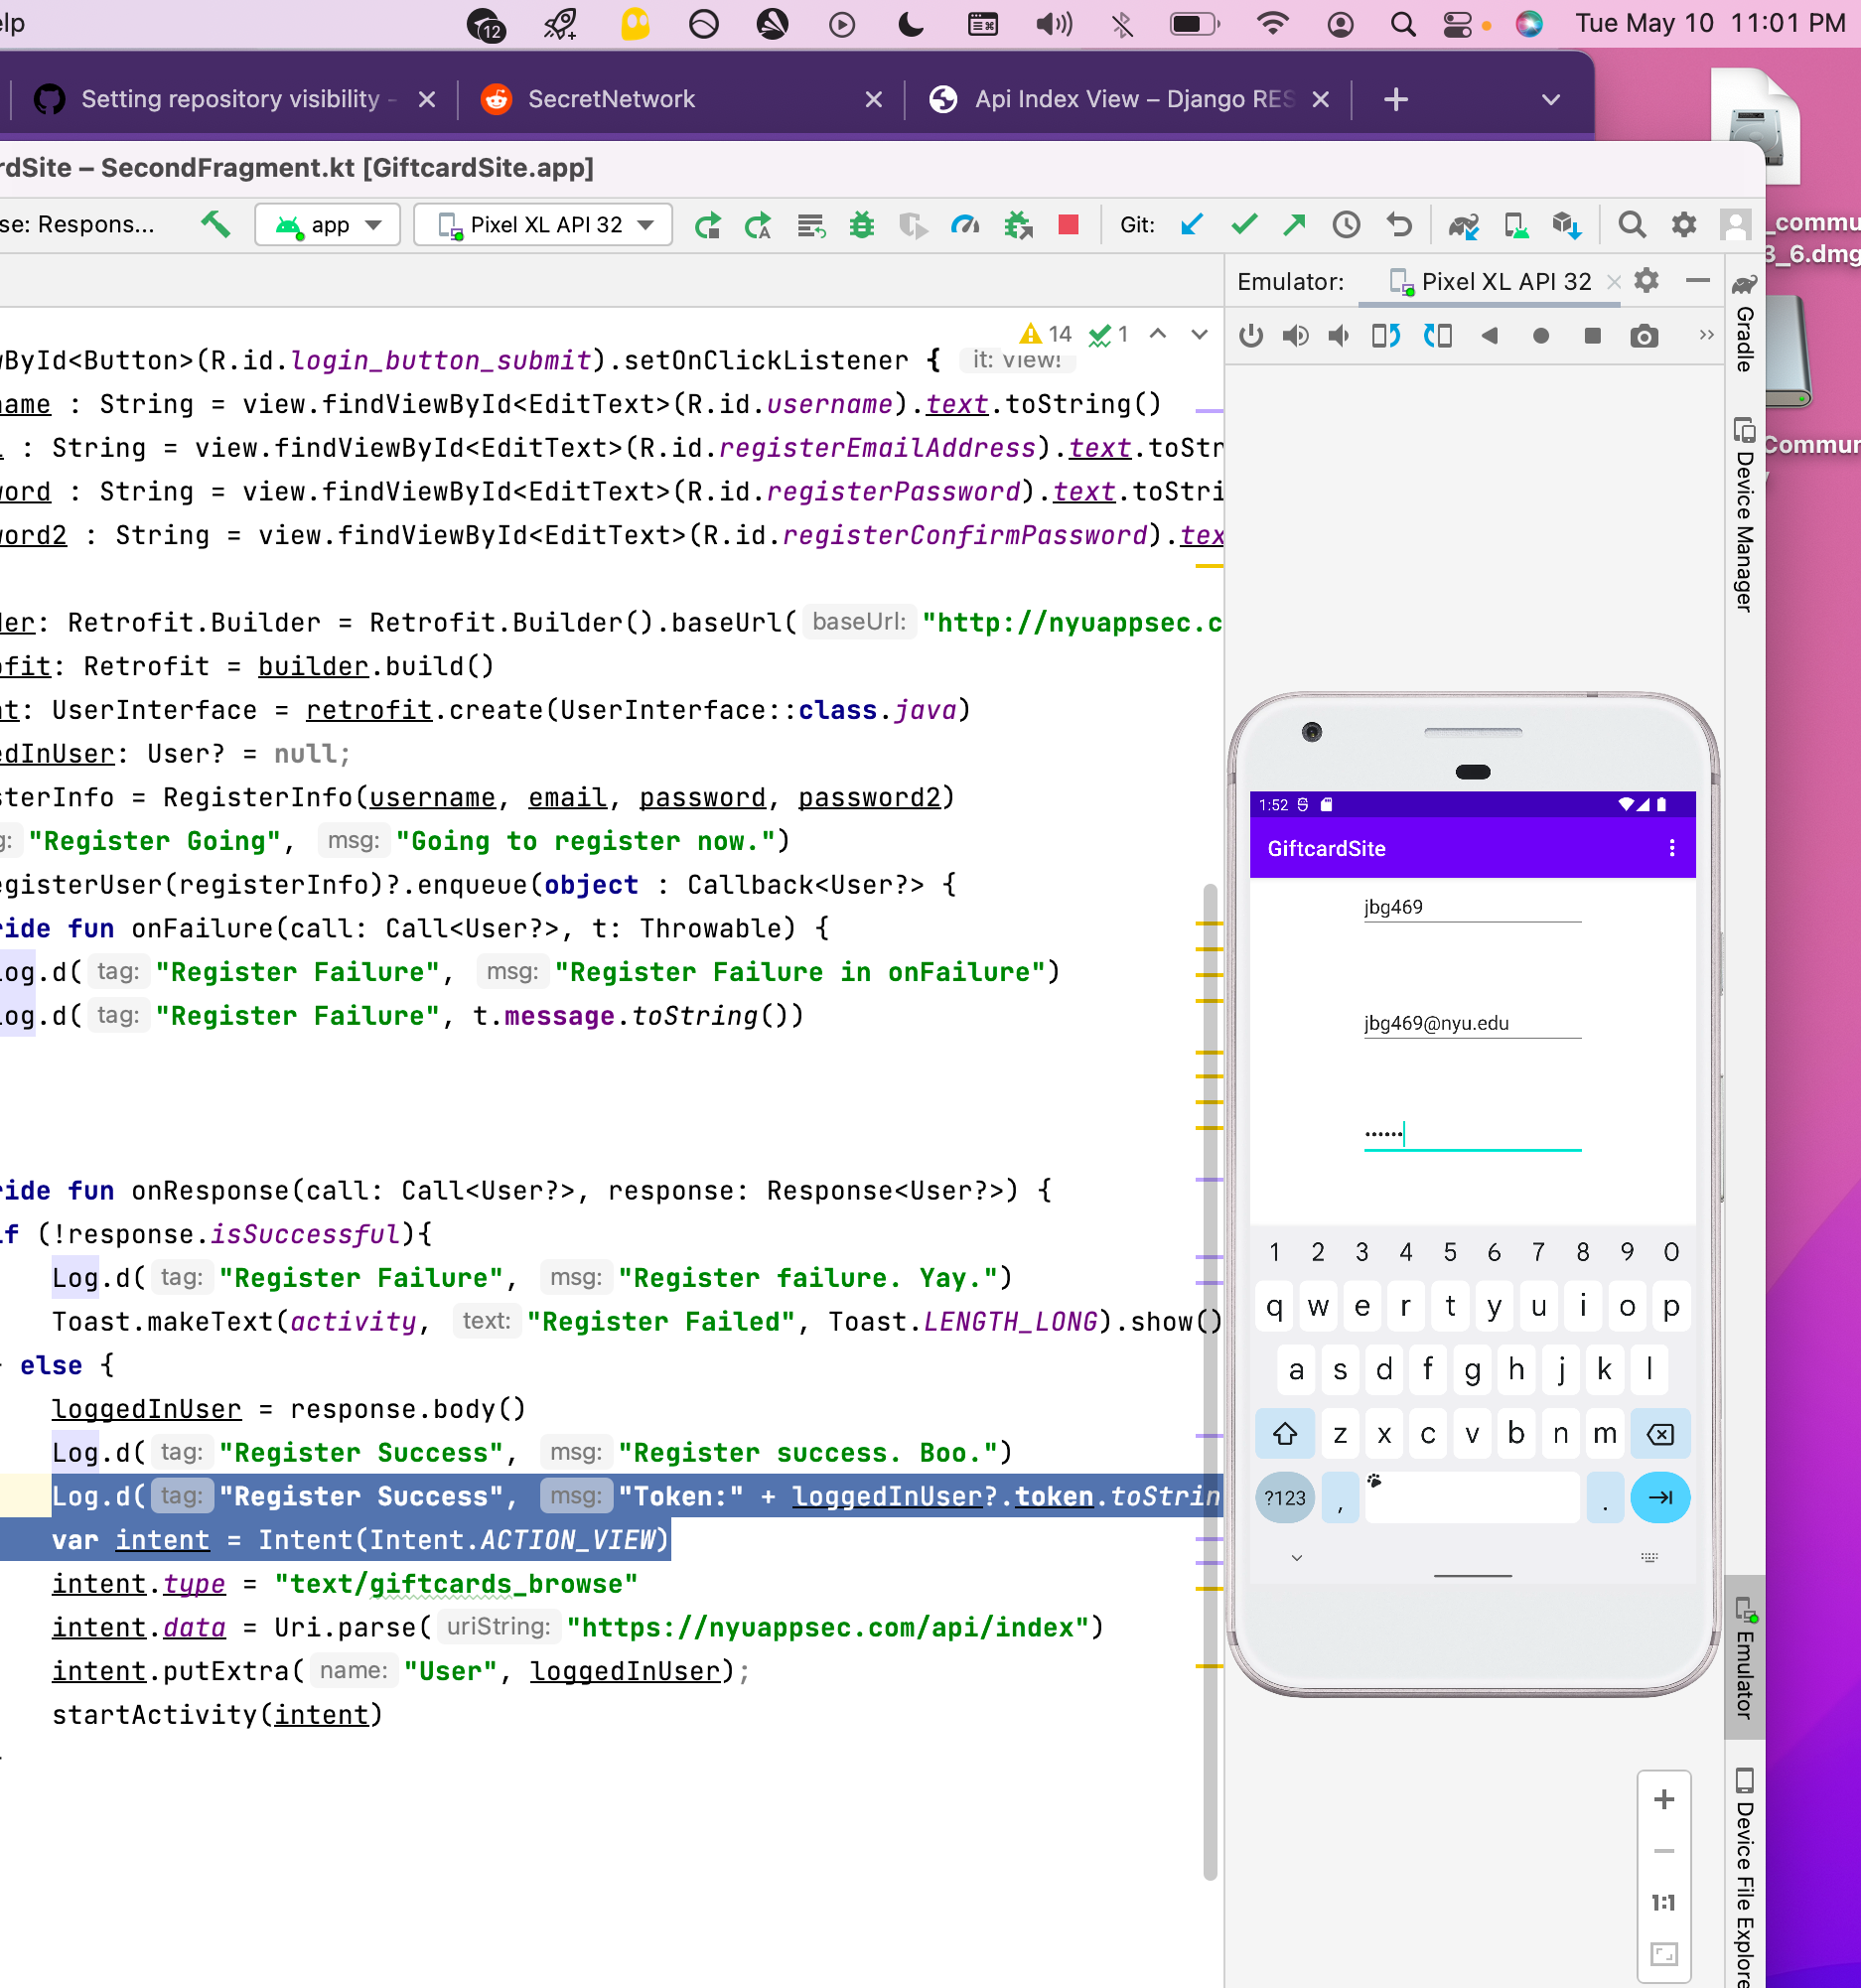 elp
12
Tue May 10 11:01 PM
Setting repository visibility -
SecretNetwork
Api Index View – Django RES
_commu
3_6.dmg
Commun
rdSite – SecondFragment.kt [GiftcardSite.app]
se: Respons...
app
Pixel XL API 32
Git:
Emulator:
Pixel XL API 32
14
1
wById<Button>(R.id.login_button_submit).setOnClickListener { it: View!
name : String = view.findViewById<EditText>(R.id.username).text.toString()
: String = view.findViewById<EditText>(R.id.registerEmailAddress).text.toStr
word : String = view.findViewById<EditText>(R.id.registerPassword).text.toStri
word2 : String = view.findViewById<EditText>(R.id.registerConfirmPassword).tex
der: Retrofit.Builder = Retrofit.Builder().baseUrl( baseUrl: "http://nyuappsec.c
ofit: Retrofit = builder.build()
nt: UserInterface = retrofit.create(UserInterface::class.java)
edInUser: User? = null;
sterInfo = RegisterInfo(username, email, password, password2)
g: "Register Going", msg: "Going to register now.")
egisterUser(registerInfo)?.enqueue(object : Callback<User?> {
ride fun onFailure(call: Call<User?>, t: Throwable) {
Log.d( tag: "Register Failure", msg: "Register Failure in onFailure")
Log.d( tag: "Register Failure", t.message.toString())
ride fun onResponse(call: Call<User?>, response: Response<User?>) {
if (!response.isSuccessful){
Log.d( tag: "Register Failure", msg: "Register failure. Yay.")
Toast.makeText(activity, text: "Register Failed", Toast.LENGTH_LONG).show()
else {
loggedInUser = response.body()
Log.d( tag: "Register Success", msg: "Register success. Boo.")
Log.d( tag: "Register Success", msg: "Token:" + loggedInUser?.token.toStrin
var intent = Intent(Intent.ACTION_VIEW)
intent.type = "text/giftcards_browse"
intent.data = Uri.parse( uriString: "https://nyuappsec.com/api/index")
intent.putExtra( name: "User", loggedInUser);
startActivity(intent)
1:52
GiftcardSite
jbg469
jbg469@nyu.edu
••••••
1 2 3 4 5 6 7 8 9 0
q w e r t y u i o p
a s d f g h j k l
z x c v b n m
?123 , .
1:1
Gradle
Device Manager
Emulator
Device File Explore